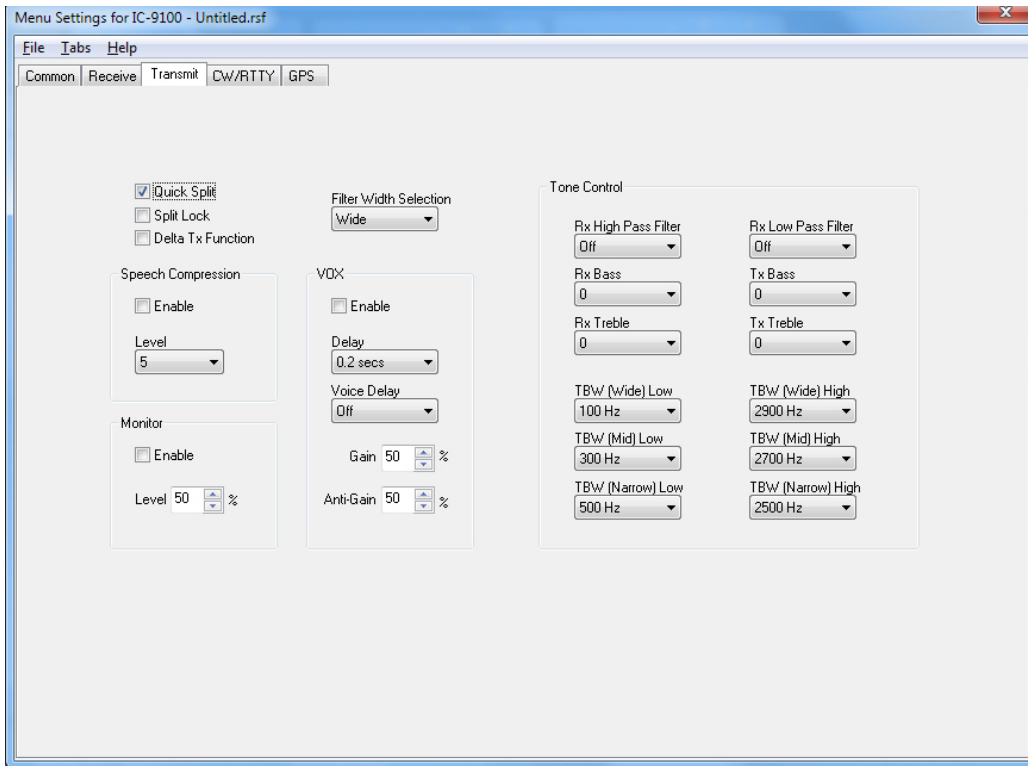 Menu Settings for IC-9100 - Untitled.rsf
File Tabs Help
Common Receive Transmit CW/RTTY GPS
Quick Split
Split Lock
Delta Tx Function
Filter Width Selection
Wide
Speech Compression
Enable
Level
5
Monitor
Enable
Level 50 %
VOX
Enable
Delay
0.2 secs
Voice Delay
Off
Gain 50 %
Anti-Gain 50 %
Tone Control
Rx High Pass Filter Rx Low Pass Filter
Off Off
Rx Bass Tx Bass
0 0
Rx Treble Tx Treble
0 0
TBW (Wide) Low TBW (Wide) High
100 Hz 2900 Hz
TBW (Mid) Low TBW (Mid) High
300 Hz 2700 Hz
TBW (Narrow) Low TBW (Narrow) High
500 Hz 2500 Hz